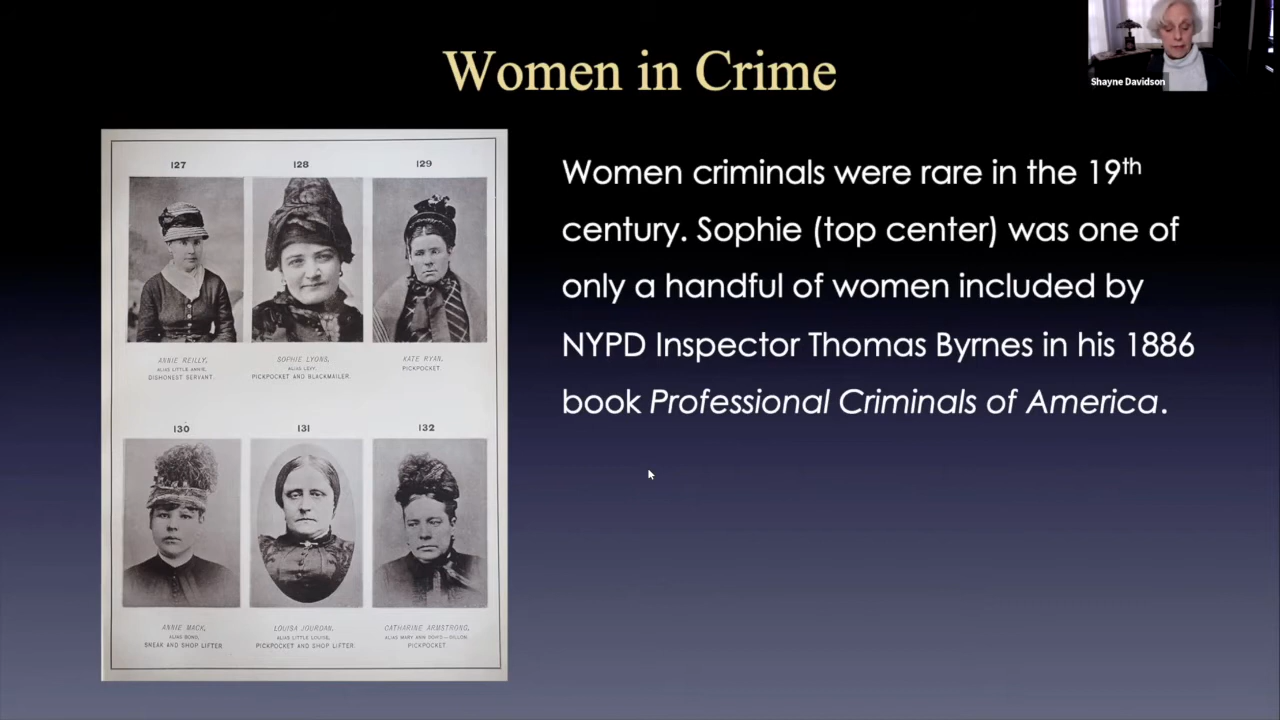 Women in Crime
Shayne Davidson
127 128 129
ANNIE REILLY,
ALIAS LITTLE ANNIE,
DISHONEST SERVANT.
SOPHIE LYONS,
ALIAS LEVY,
PICKPOCKET AND BLACKMAILER.
KATE RYAN,
PICKPOCKET
130 131 132
ANNIE MACK,
ALIAS BOND,
SNEAK AND SHOP LIFTER
LOUISA JOURDAN,
ALIAS LITTLE LOUISE,
PICKPOCKET AND SHOP LIFTER.
CATHARINE ARMSTRONG,
ALIAS MARY ANN DILLON,
PICKPOCKET
Women criminals were rare in the 19th
century. Sophie (top center) was one of
only a handful of women included by
NYPD Inspector Thomas Byrnes in his 1886
book Professional Criminals of America.